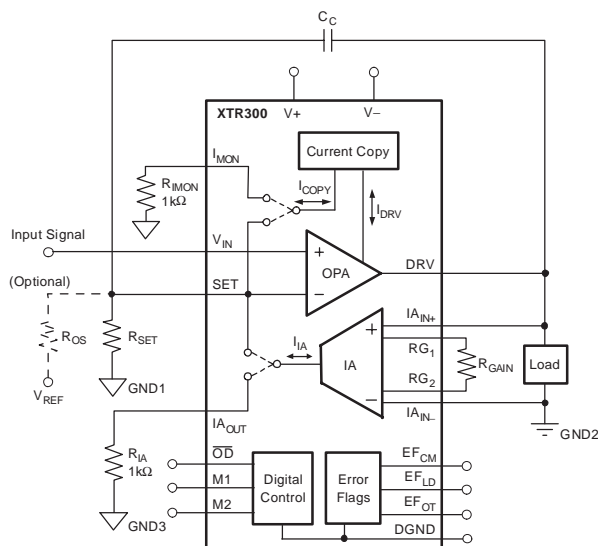 C_C
V+
V−
XTR300
I_MON
Current Copy
R_IMON
1kΩ
I_COPY
I_DRV
Input Signal
V_IN
+
OPA
−
DRV
(Optional)
SET
R_OS
R_SET
V_REF
GND1
I_IA
+
IA
−
IA_IN+
RG_1
R_GAIN
RG_2
IA_IN−
Load
GND2
IA_OUT
R_IA
1kΩ
GND3
OD
M1
M2
Digital
Control
Error
Flags
EF_CM
EF_LD
EF_OT
DGND